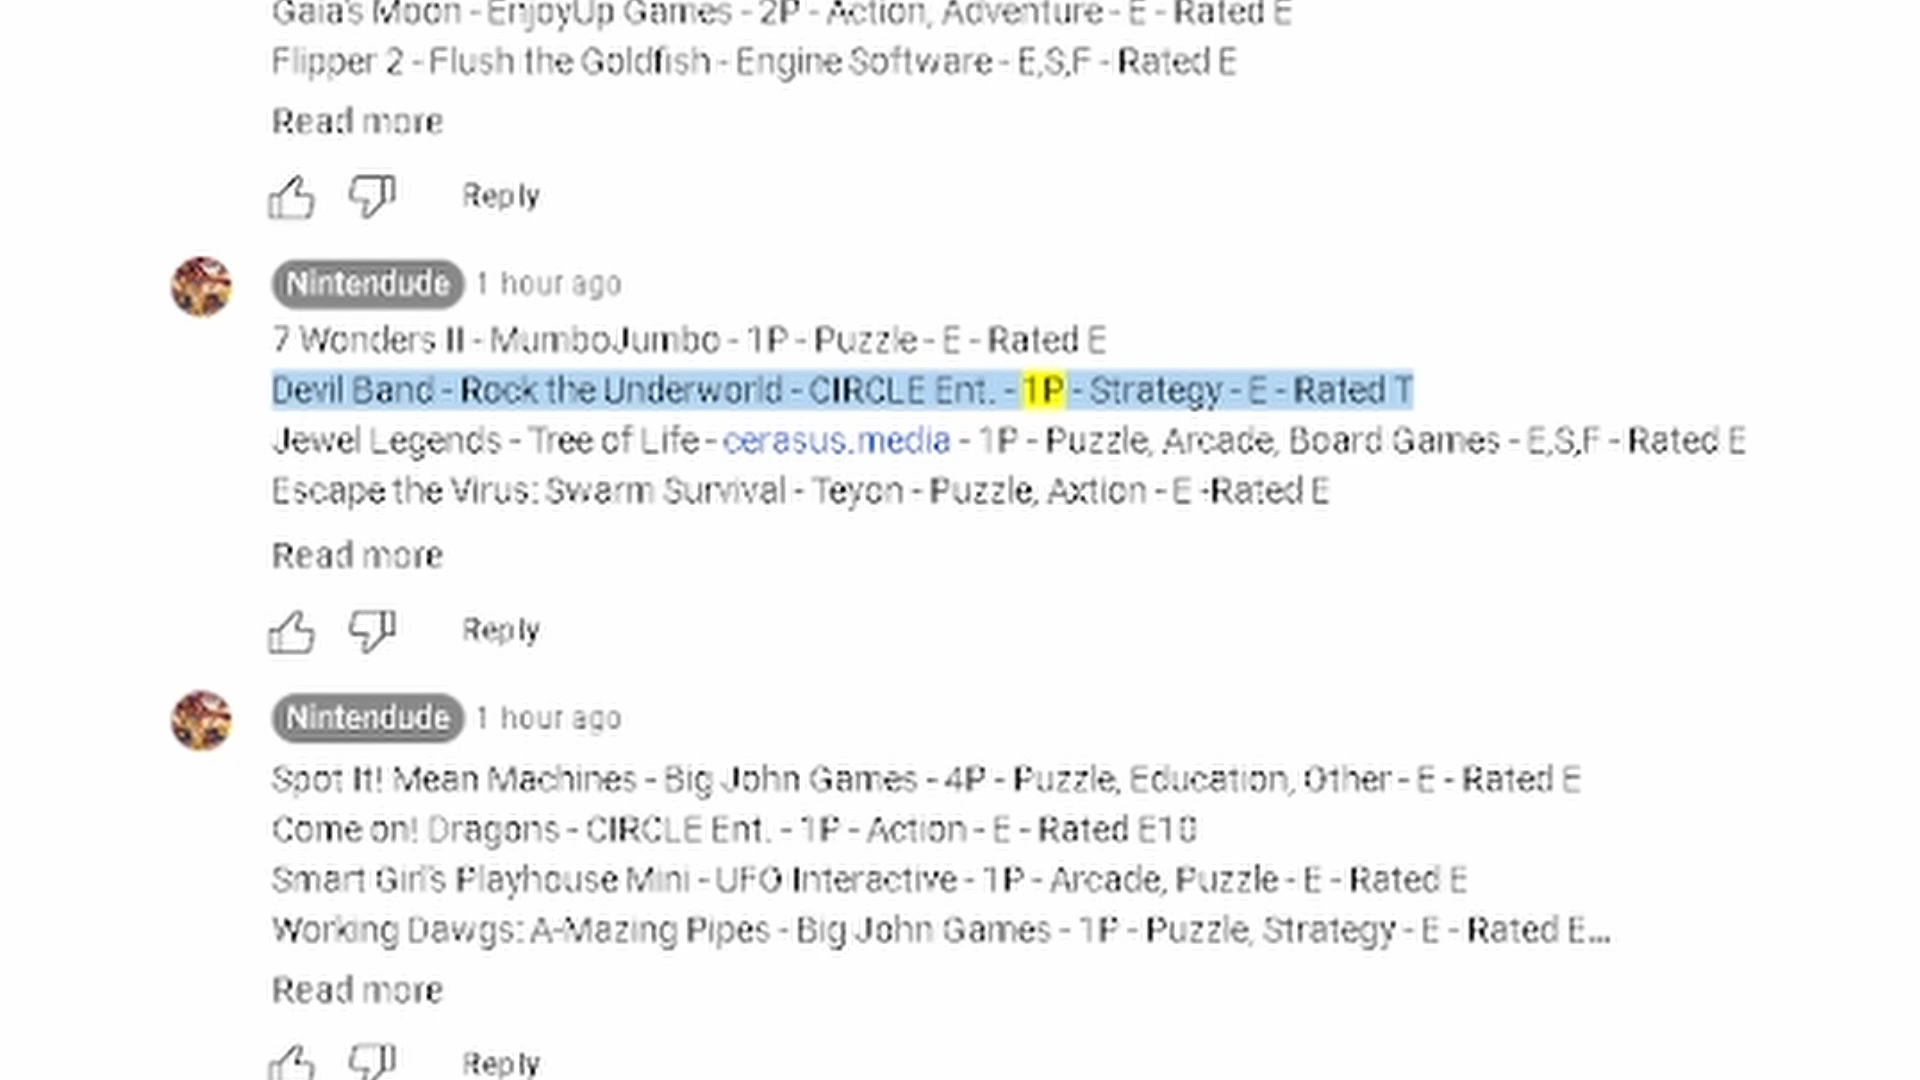 Gaia's Moon - EnjoyUp Games - 2P - Action, Adventure - E - Rated E
Flipper 2 - Flush the Goldfish - Engine Software - E,S,F - Rated E
Read more
Reply
Nintendude 1 hour ago
7 Wonders II - MumboJumbo - 1P - Puzzle - E - Rated E
Devil Band - Rock the Underworld - CIRCLE Ent. - 1P - Strategy - E - Rated T
Jewel Legends - Tree of Life - cerasus.media - 1P - Puzzle, Arcade, Board Games - E,S,F - Rated E
Escape the Virus: Swarm Survival - Teyon - Puzzle, Axtion - E -Rated E
Read more
Reply
Nintendude 1 hour ago
Spot It! Mean Machines - Big John Games - 4P - Puzzle, Education, Other - E - Rated E
Come on! Dragons - CIRCLE Ent. - 1P - Action - E - Rated E10
Smart Girl's Playhouse Mini - UFO Interactive - 1P - Arcade, Puzzle - E - Rated E
Working Dawgs: A-Mazing Pipes - Big John Games - 1P - Puzzle, Strategy - E - Rated E...
Read more
Reply